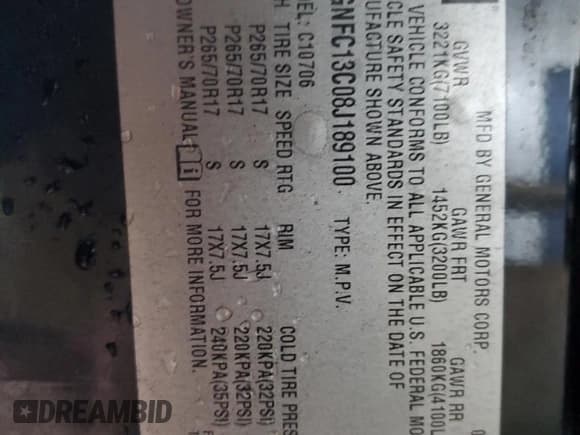 MFD BY GENERAL MOTORS CORP.
GVWR GAWR FRT GAWR RR
3221KG(7100LB) 1452KG(3200LB) 1860KG(4100L
VEHICLE CONFORMS TO ALL APPLICABLE U.S. FEDERAL MO
CLE SAFETY STANDARDS IN EFFECT ON THE DATE OF
UFACTURE SHOWN ABOVE.
GNFC13C08J189100 TYPE: M.P.V.
EL: C10706
TIRE SIZE SPEED RTG RIM COLD TIRE PRES
P265/70R17 S 17X7.5J 220KPA(32PSI)
P265/70R17 S 17X7.5J 220KPA(32PSI)
P265/70R17 S 17X7.5J 240KPA(35PSI)
OWNER'S MANUAL i FOR MORE INFORMATION.
DREAMBID